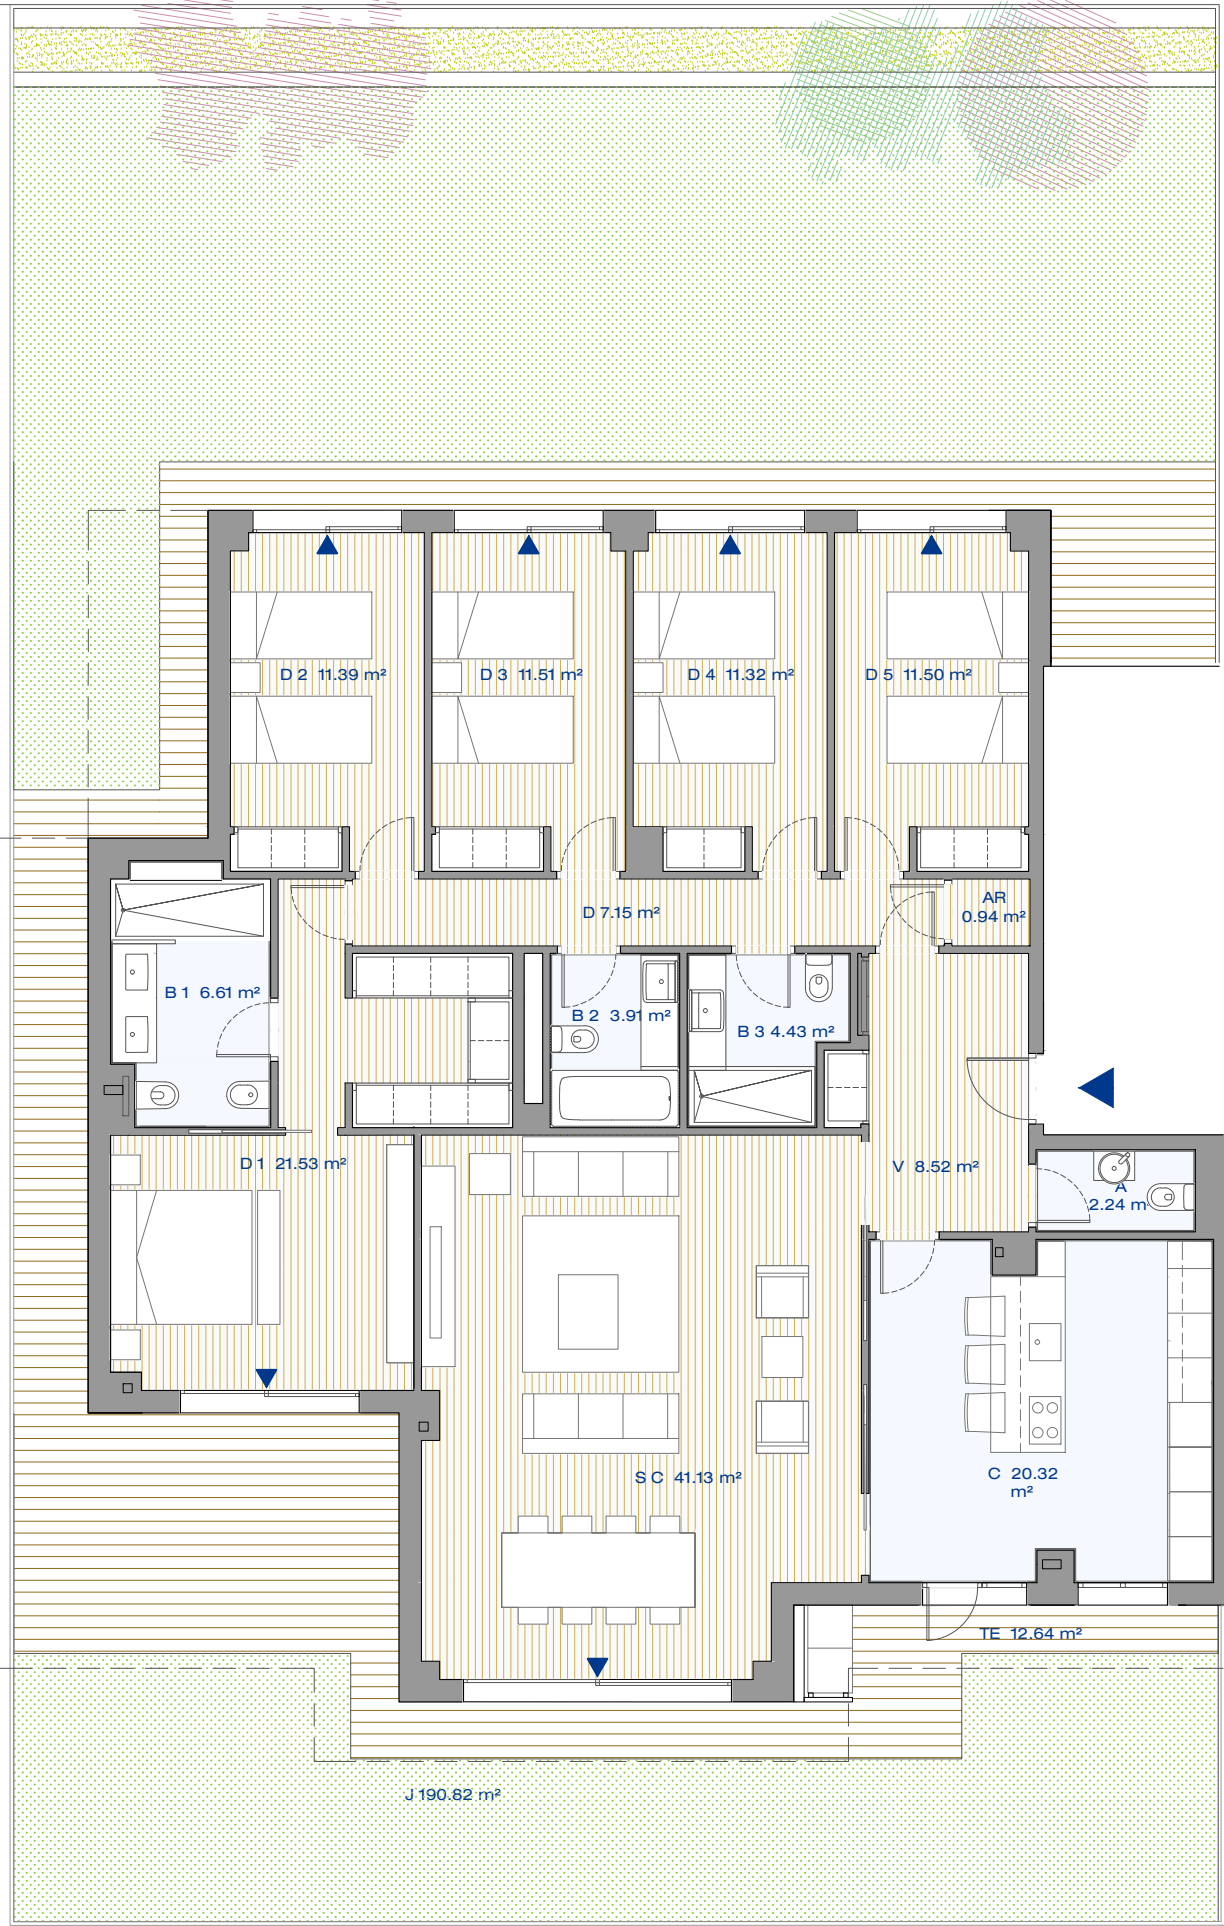 D 2 11.39 m²
D 3 11.51 m²
D 4 11.32 m²
D 5 11.50 m²
AR
0.94 m²
D 7.15 m²
B 1 6.61 m²
B 2 3.91 m²
B 3 4.43 m²
D 1 21.53 m²
V 8.52 m²
A
2.24 m
S C 41.13 m²
C 20.32
m²
TE 12.64 m²
J 190.82 m²